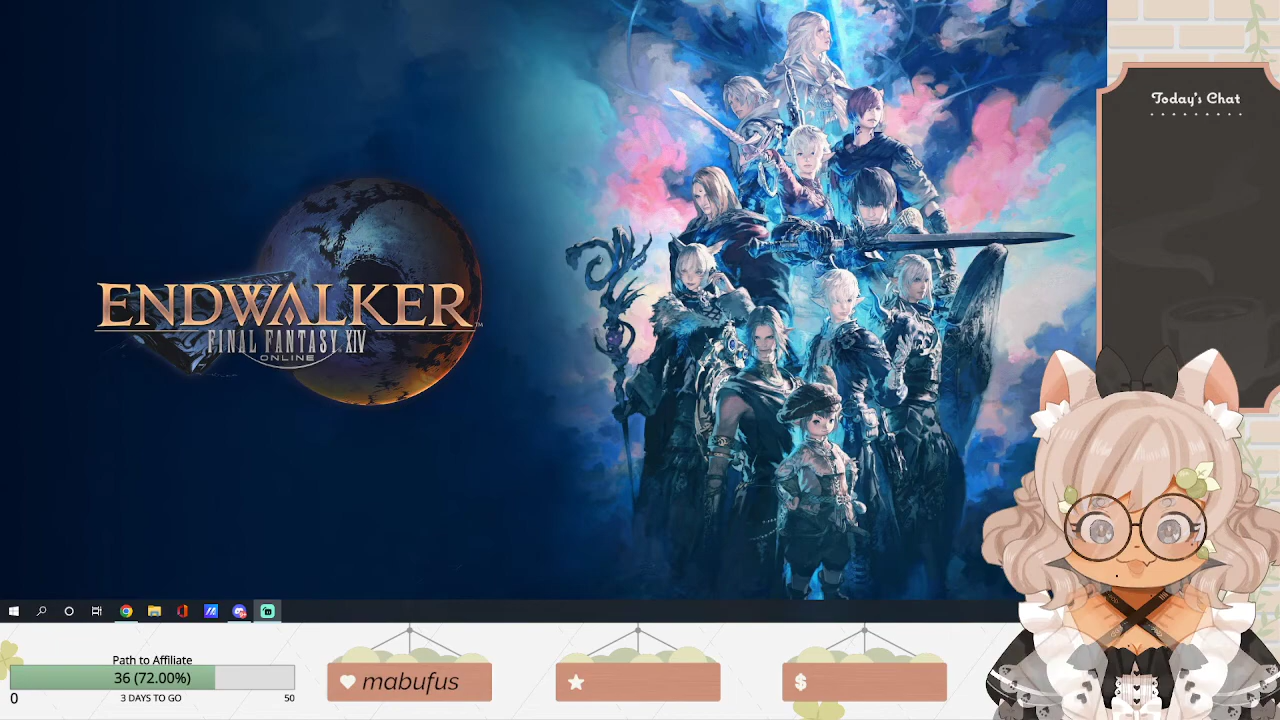 Today's Chat
ENDWALKER™
FINAL FANTASY XIV
ONLINE
Path to Affiliate
36 (72.00%)
0
3 DAYS TO GO
50
mabufus
$